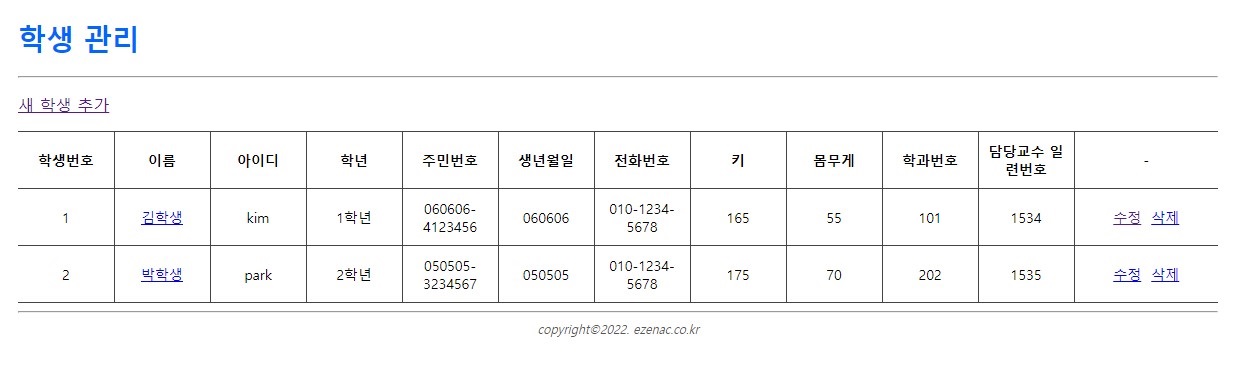 학생 관리
새 학생 추가
학생번호 이름 아이디 학년 주민번호 생년월일 전화번호 키 몸무게 학과번호 담당교수 일 -
련번호
1 김학생 kim 1학년 060606- 060606 010-1234- 165 55 101 1534 수정 삭제
4123456 5678
2 박학생 park 2학년 050505- 050505 010-1234- 175 70 202 1535 수정 삭제
3234567 5678
copyright©2022. ezenac.co.kr